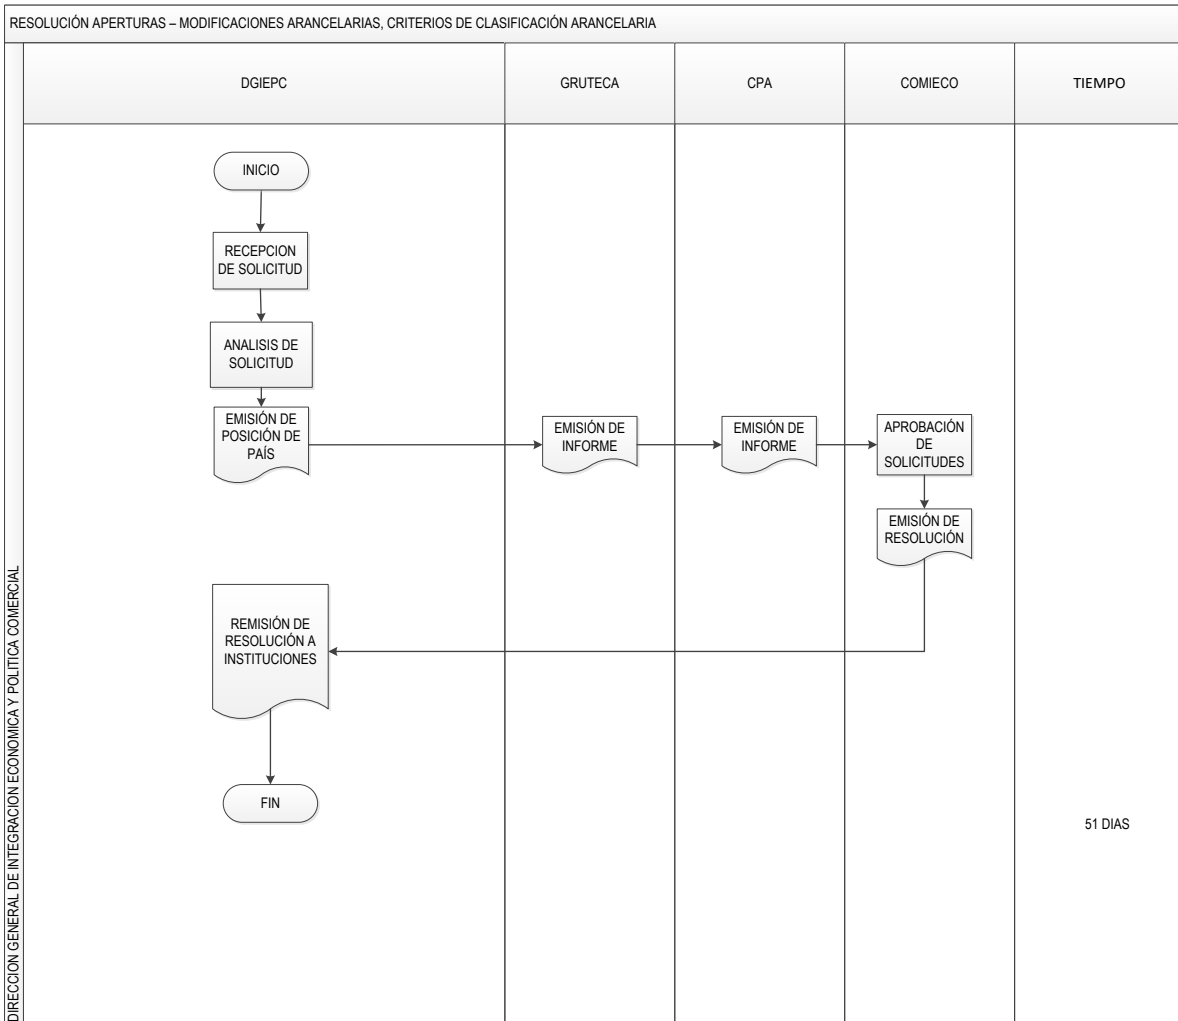 RESOLUCIÓN APERTURAS – MODIFICACIONES ARANCELARIAS, CRITERIOS DE CLASIFICACIÓN ARANCELARIA
DGIEPC
GRUTECA
CPA
COMIECO
TIEMPO
INICIO
RECEPCION
DE SOLICITUD
ANALISIS DE
SOLICITUD
EMISIÓN DE
POSICIÓN DE
PAÍS
EMISIÓN DE
INFORME
EMISIÓN DE
INFORME
APROBACIÓN
DE
SOLICITUDES
EMISIÓN DE
RESOLUCIÓN
REMISIÓN DE
RESOLUCIÓN A
INSTITUCIONES
FIN
51 DIAS
DIRECCION GENERAL DE INTEGRACION ECONOMICA Y POLITICA COMERCIAL